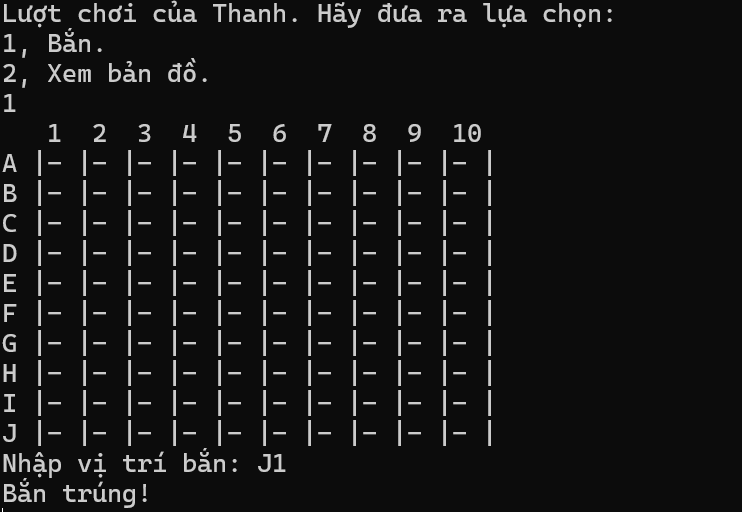 Lượt chơi của Thanh. Hãy đưa ra lựa chọn:
1, Bắn.
2, Xem bản đồ.
1
   1  2  3  4  5  6  7  8  9  10
A |- |- |- |- |- |- |- |- |- |- |
B |- |- |- |- |- |- |- |- |- |- |
C |- |- |- |- |- |- |- |- |- |- |
D |- |- |- |- |- |- |- |- |- |- |
E |- |- |- |- |- |- |- |- |- |- |
F |- |- |- |- |- |- |- |- |- |- |
G |- |- |- |- |- |- |- |- |- |- |
H |- |- |- |- |- |- |- |- |- |- |
I |- |- |- |- |- |- |- |- |- |- |
J |- |- |- |- |- |- |- |- |- |- |
Nhập vị trí bắn: J1
Bắn trúng!